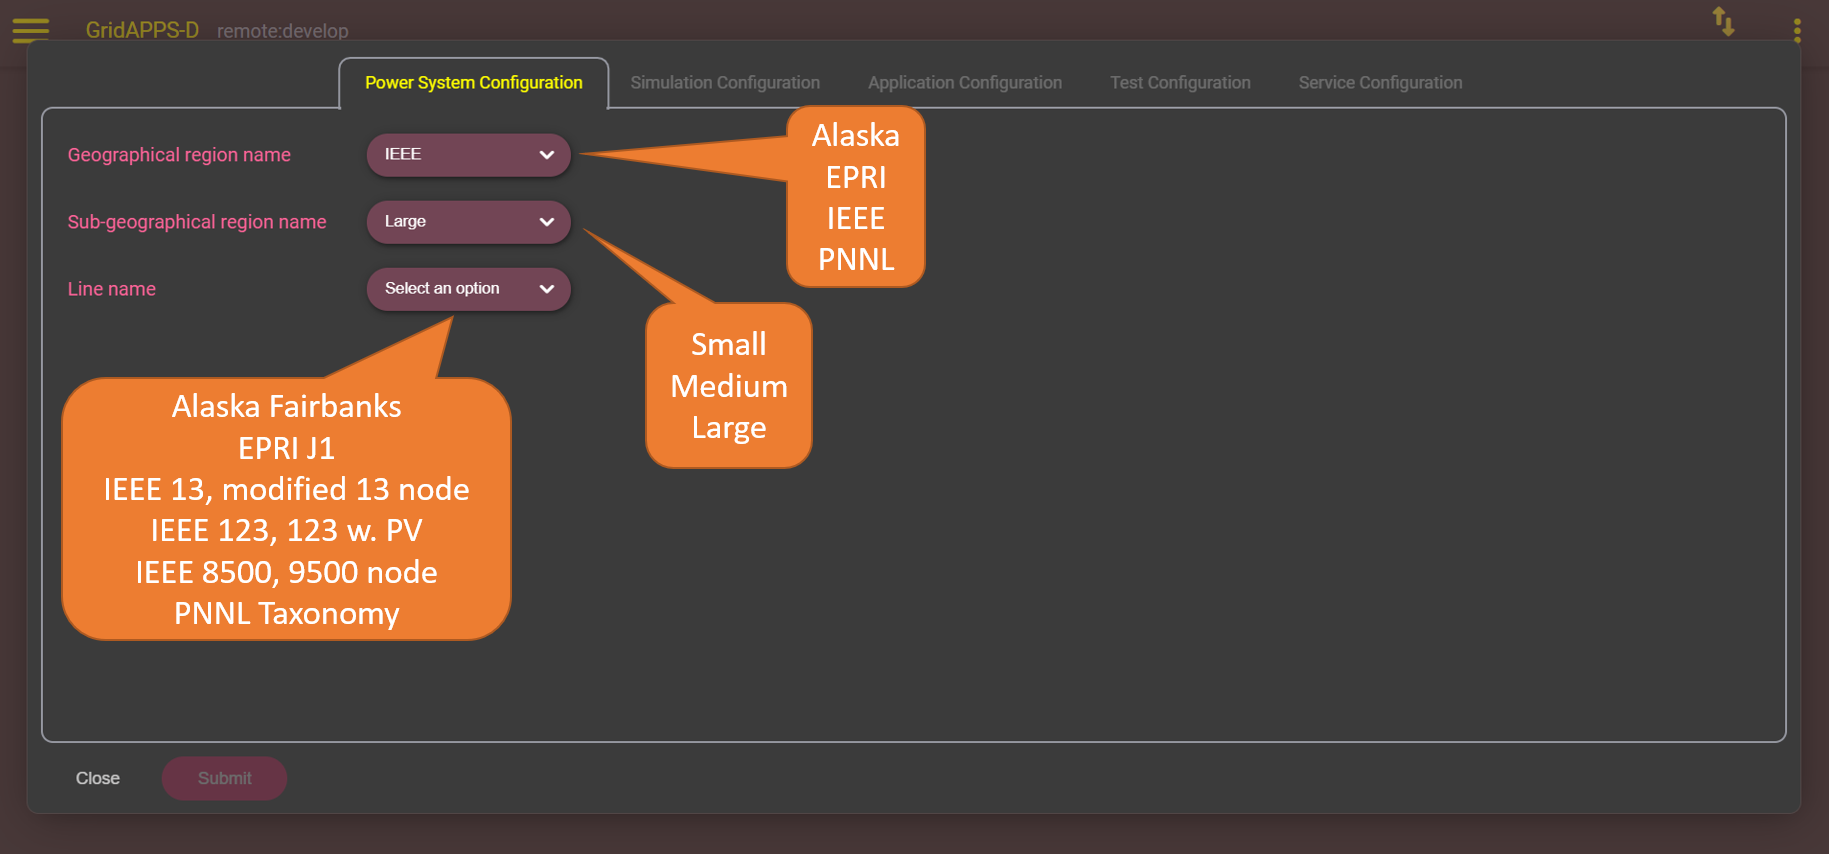 GridAPPS-D remote:develop
Power System Configuration
Simulation Configuration
Application Configuration
Test Configuration
Service Configuration
Geographical region name
IEEE
Sub-geographical region name
Large
Line name
Select an option
Alaska
EPRI
IEEE
PNNL
Small
Medium
Large
Alaska Fairbanks
EPRI J1
IEEE 13, modified 13 node
IEEE 123, 123 w. PV
IEEE 8500, 9500 node
PNNL Taxonomy
Close
Submit